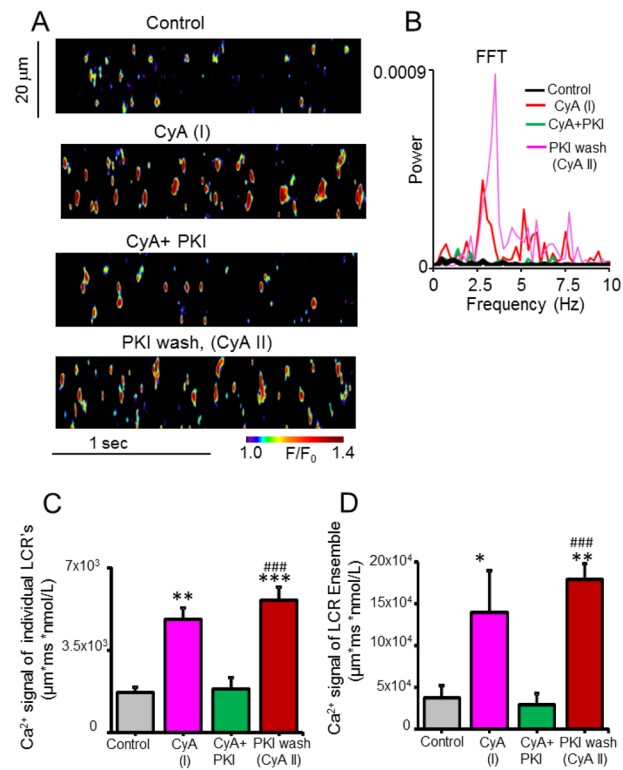 A
Control
20 µm
CyA (I)
CyA+ PKI
PKI wash, (CyA II)
1 sec
1.0 F/F0 1.4
B
FFT
0.0009
Power
0
0 2.5 5 7.5 10
Frequency (Hz)
Control
CyA (I)
CyA+PKI
PKI wash
(CyA II)
C
Ca2+ signal of individual LCR's
(µm*ms *nmol/L)
7x10³
3.5x10³
0
**
###
***
Control
CyA
(I)
CyA+
PKI
PKI wash
(CyA II)
D
Ca2+ signal of LCR Ensemble
(µm*ms *nmol/L)
20x10⁴
15x10⁴
10x10⁴
5x10⁴
0
*
###
**
Control
CyA
(I)
CyA+
PKI
PKI wash
(CyA II)